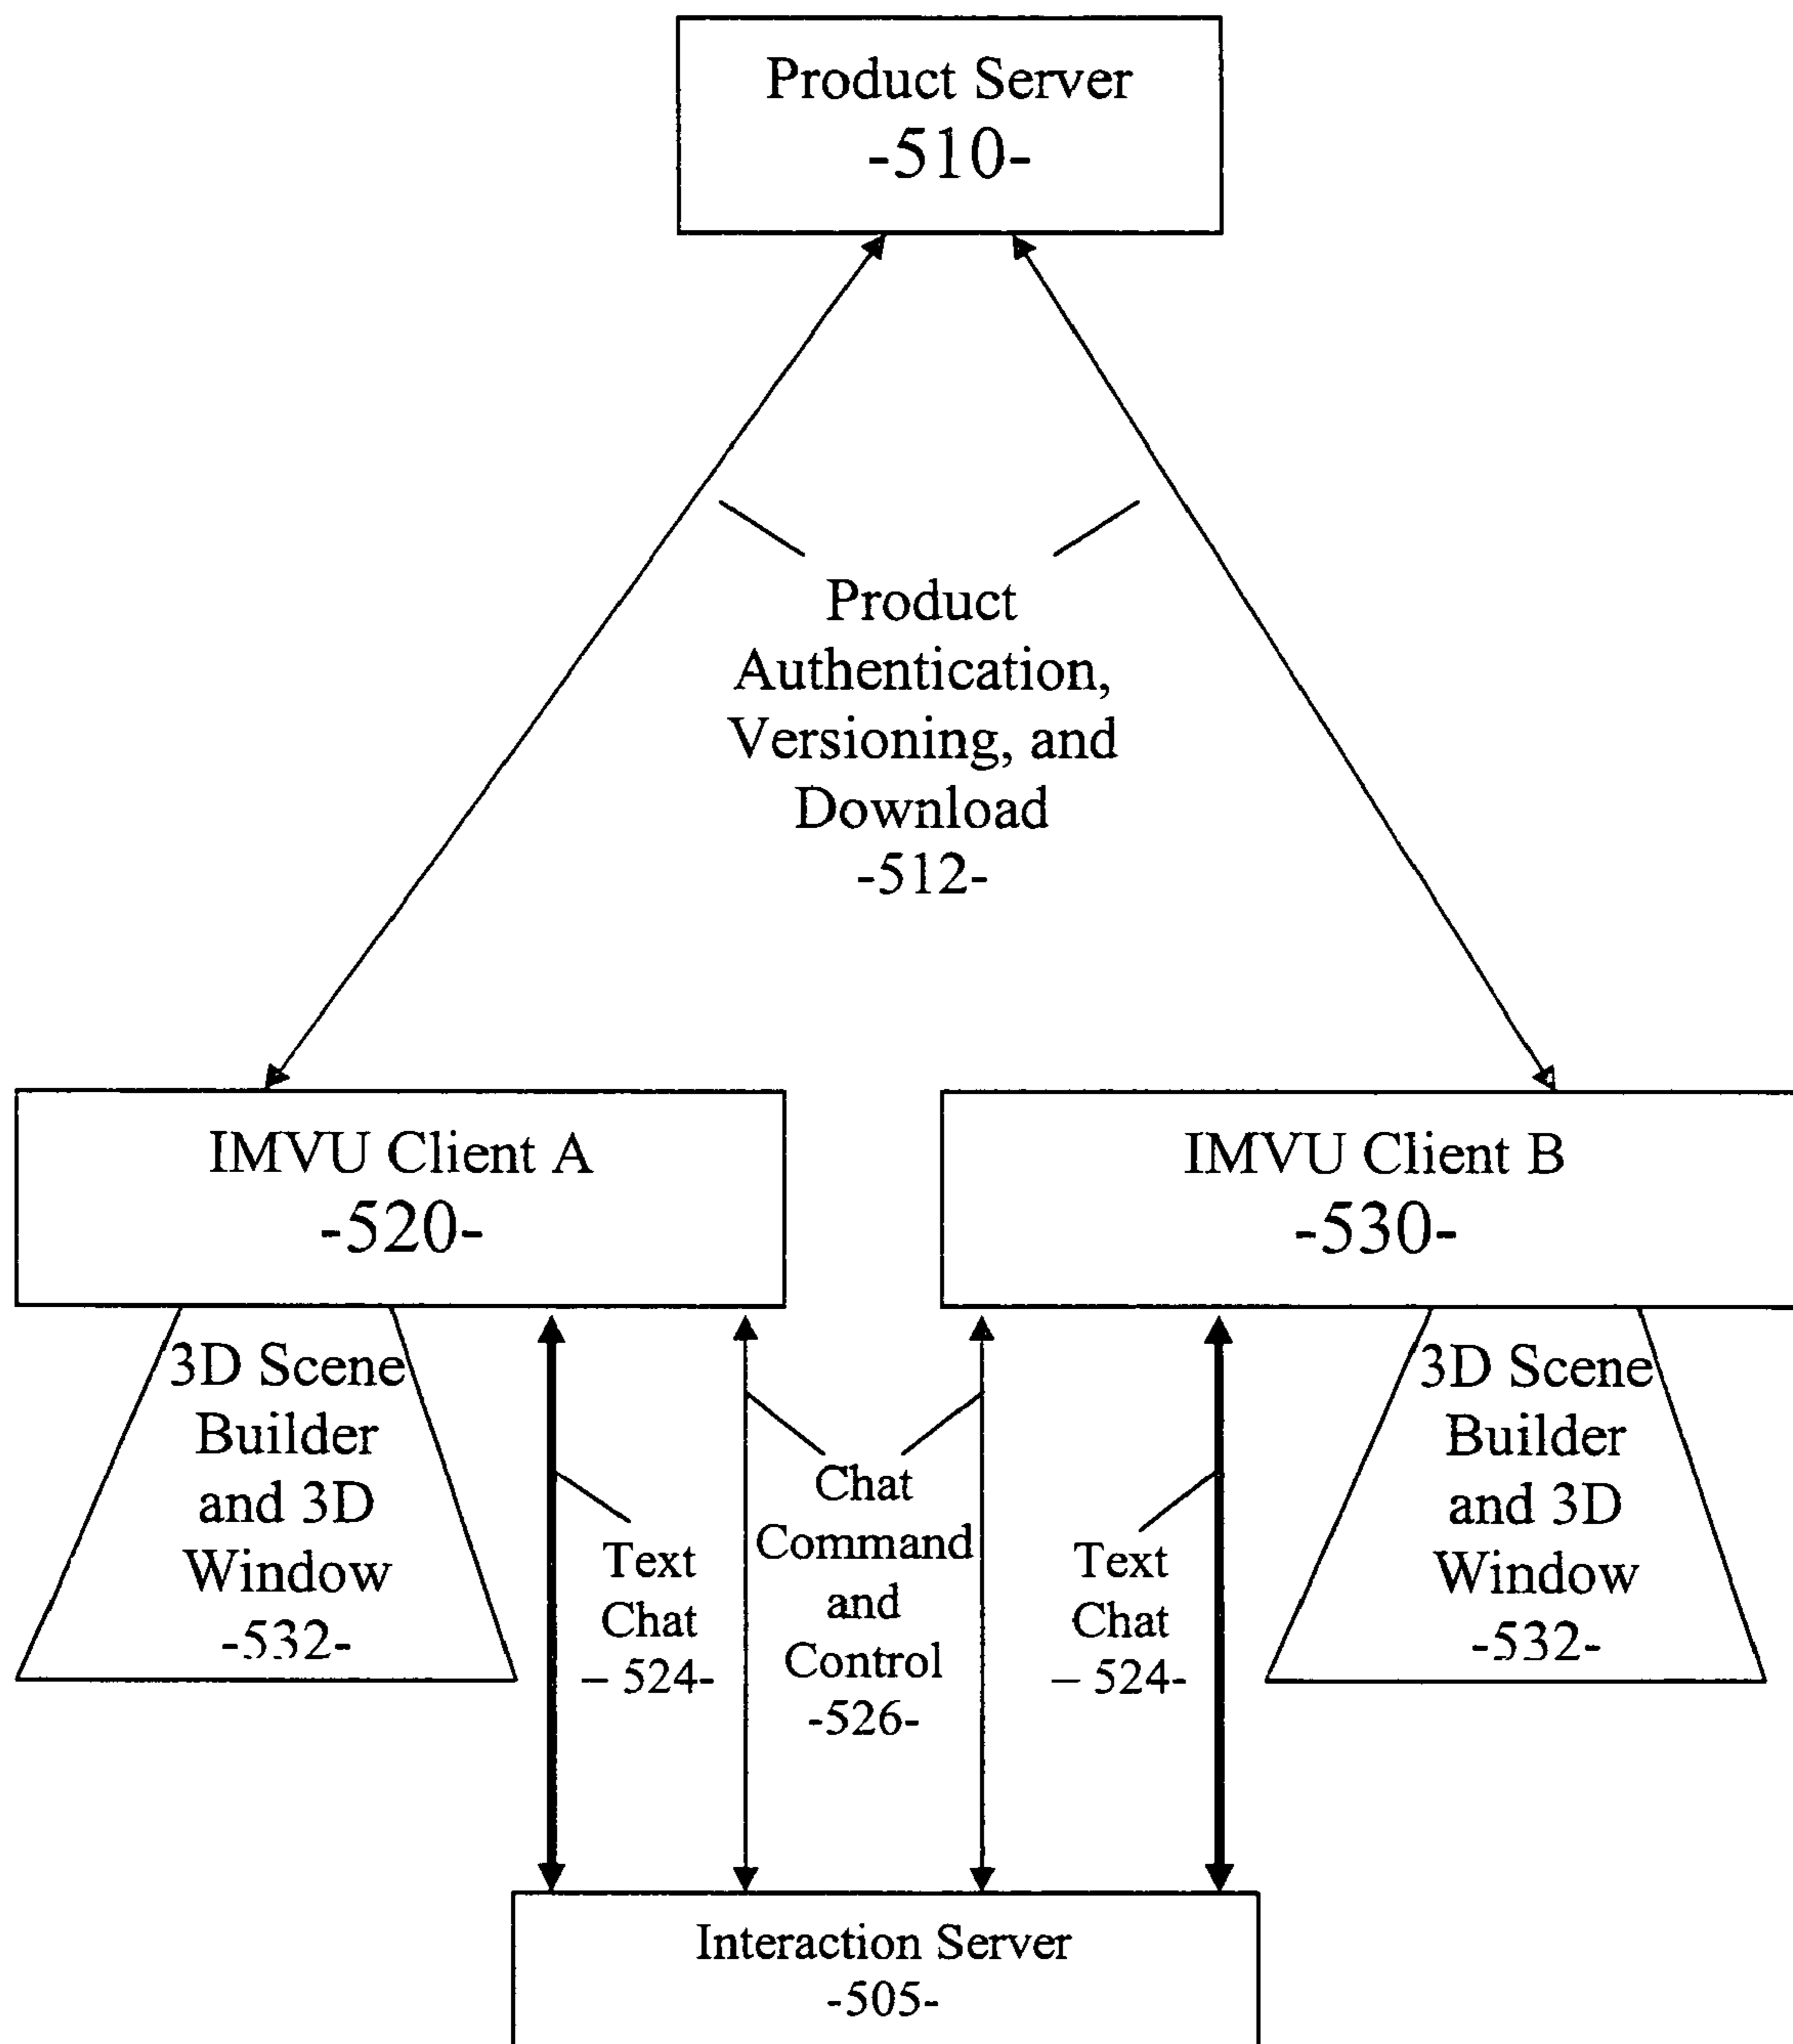 Product Server
-510-
Product
Authentication,
Versioning, and
Download
-512-
IMVU Client A
-520-
IMVU Client B
-530-
3D Scene
Builder
and 3D
Window
-532-
Text
Chat
– 524-
Chat
Command
and
Control
-526-
Text
Chat
– 524-
3D Scene
Builder
and 3D
Window
-532-
Interaction Server
-505-